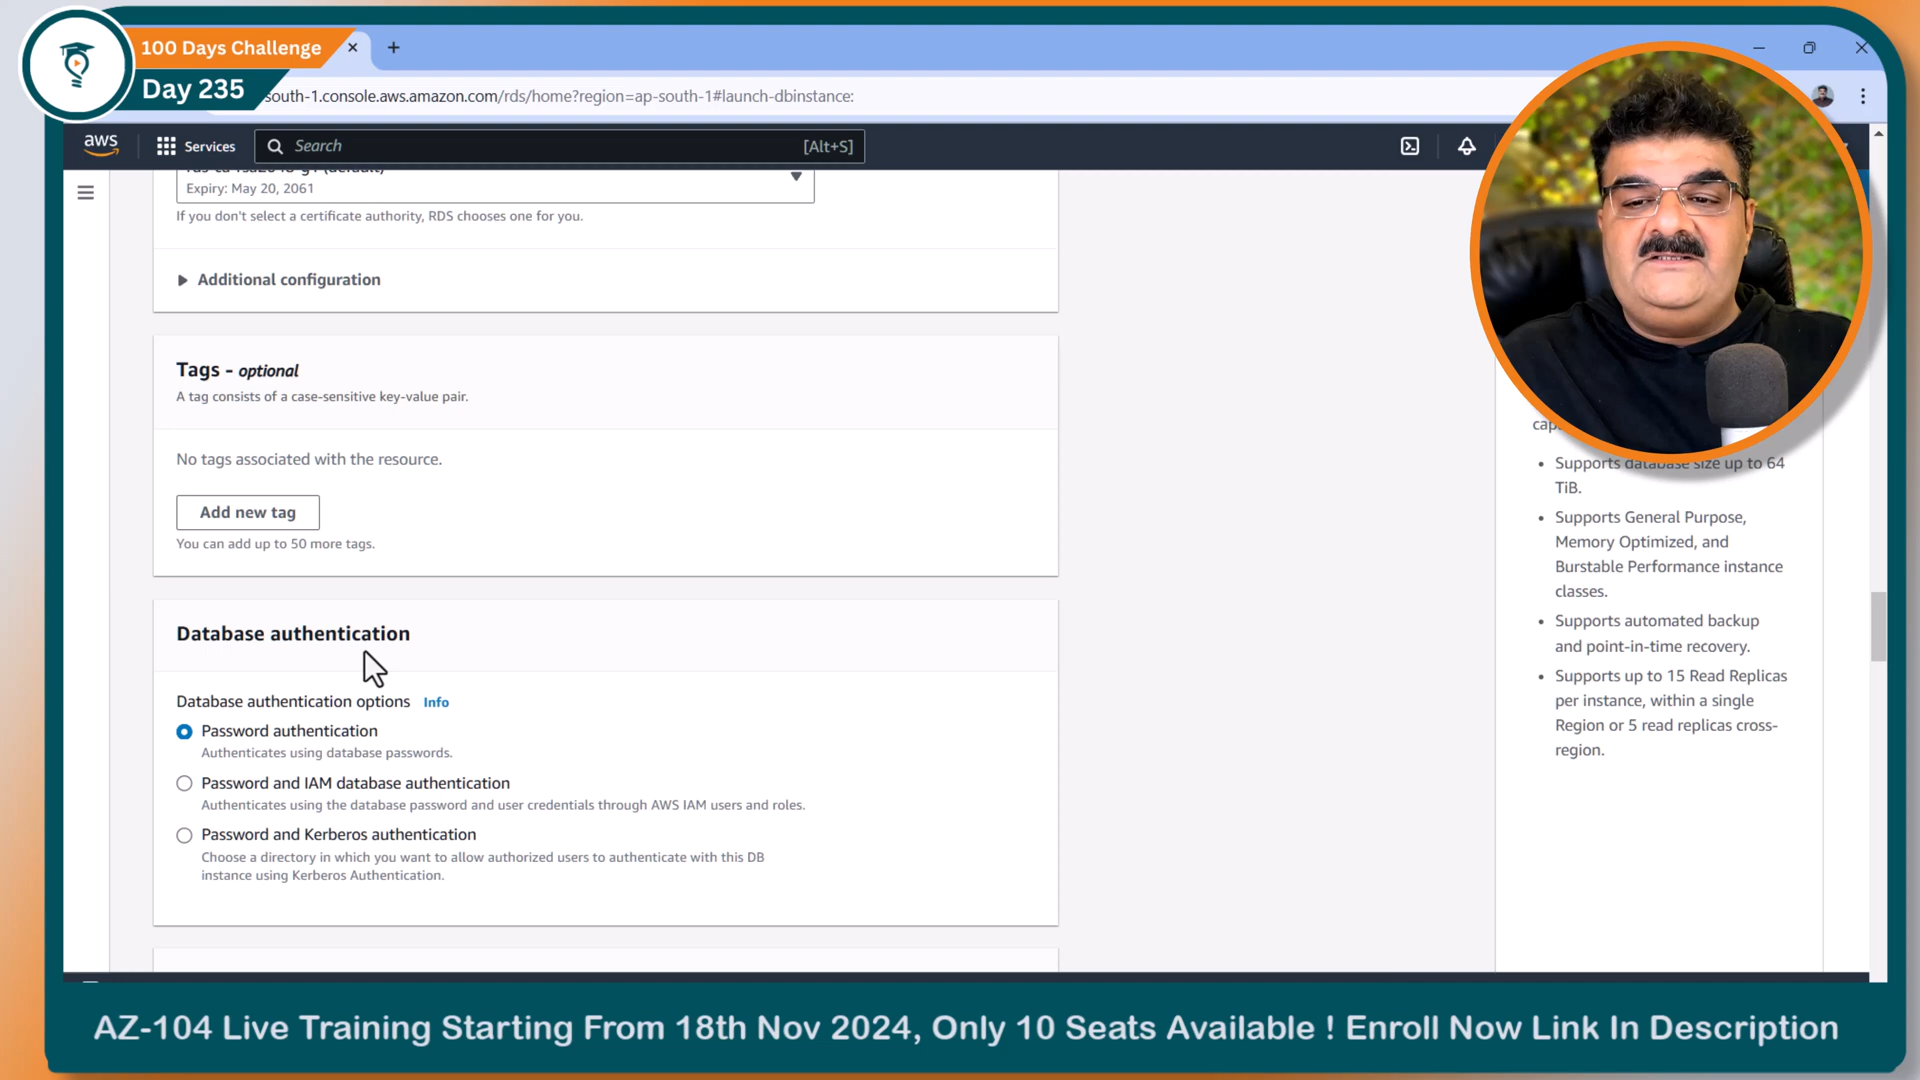 100 Days Challenge
Day 235
south-1.console.aws.amazon.com/rds/home?region=ap-south-1#launch-dbinstance:
aws
Services
Search
[Alt+S]
Expiry: May 20, 2061
If you don't select a certificate authority, RDS chooses one for you.
Additional configuration
Tags - optional
A tag consists of a case-sensitive key-value pair.
No tags associated with the resource.
Add new tag
You can add up to 50 more tags.
Database authentication
Database authentication options Info
Password authentication
Authenticates using database passwords.
Password and IAM database authentication
Authenticates using the database password and user credentials through AWS IAM users and roles.
Password and Kerberos authentication
Choose a directory in which you want to allow authorized users to authenticate with this DB
instance using Kerberos Authentication.
Supports database size up to 64
TiB.
Supports General Purpose,
Memory Optimized, and
Burstable Performance instance
classes.
Supports automated backup
and point-in-time recovery.
Supports up to 15 Read Replicas
per instance, within a single
Region or 5 read replicas cross-
region.
AZ-104 Live Training Starting From 18th Nov 2024, Only 10 Seats Available ! Enroll Now Link In Description